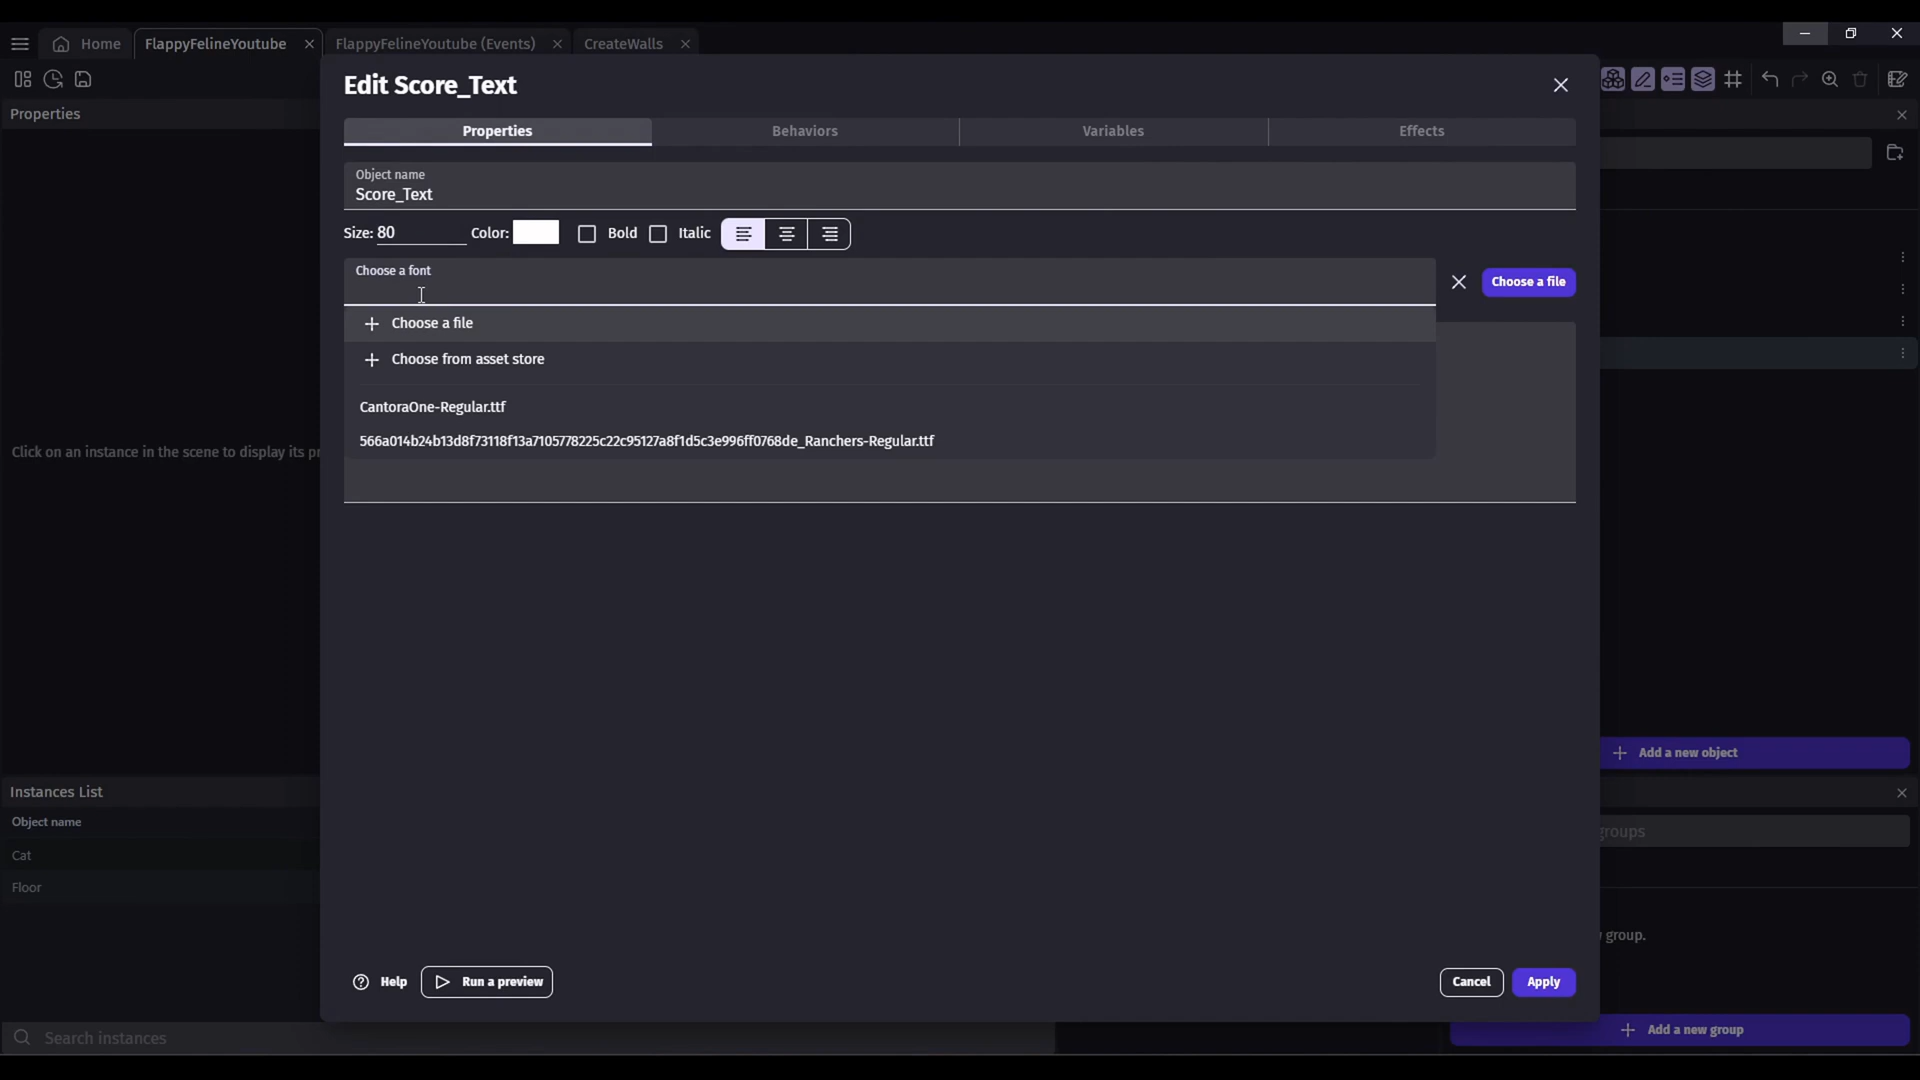 Home
FlappyFelineYoutube
FlappyFelineYoutube (Events)
CreateWalls
Properties
Click on an instance in the scene to display its pr
Instances List
Object name
Cat
Floor
Search instances
Edit Score_Text
Properties
Behaviors
Variables
Effects
Object name
Score_Text
Size: 80
Color:
Bold
Italic
Choose a font
Choose a file
Choose a file
Choose from asset store
CantoraOne-Regular.ttf
566a014b24b13d8f73118f13a7105778225c22c95127a8f1d5c3e996ff0768de_Ranchers-Regular.ttf
Help
Run a preview
Cancel
Apply
Add a new object
groups
group.
Add a new group